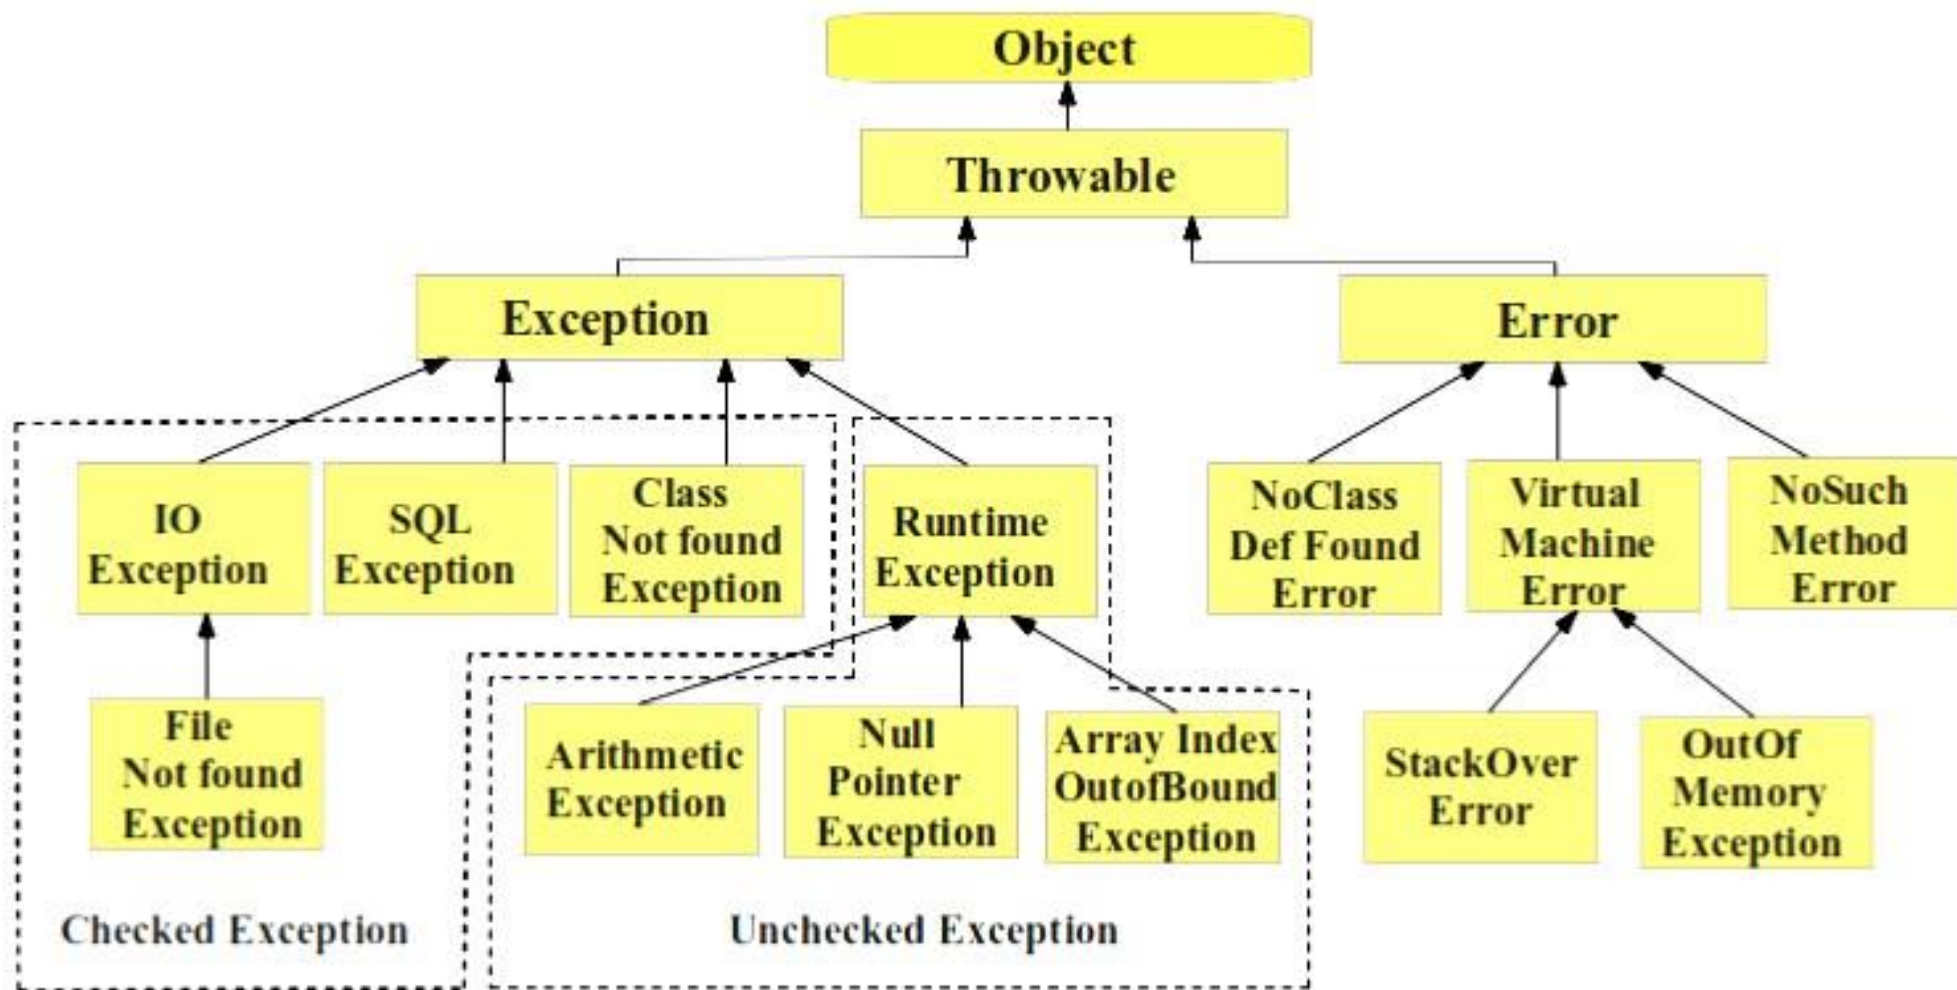 Object
Throwable
Exception
Error
IO
Exception
SQL
Exception
Class
Not found
Exception
Runtime
Exception
NoClass
Def Found
Error
Virtual
Machine
Error
NoSuch
Method
Error
File
Not found
Exception
Arithmetic
Exception
Null
Pointer
Exception
Array Index
OutofBound
Exception
StackOver
Error
OutOf
Memory
Exception
Checked Exception
Unchecked Exception